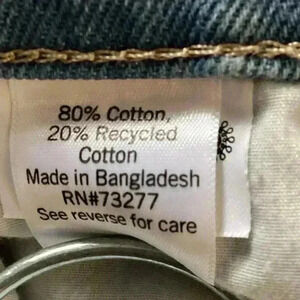 80% Cotton,
20% Recycled
Cotton
Made in Bangladesh
RN#73277
See reverse for care